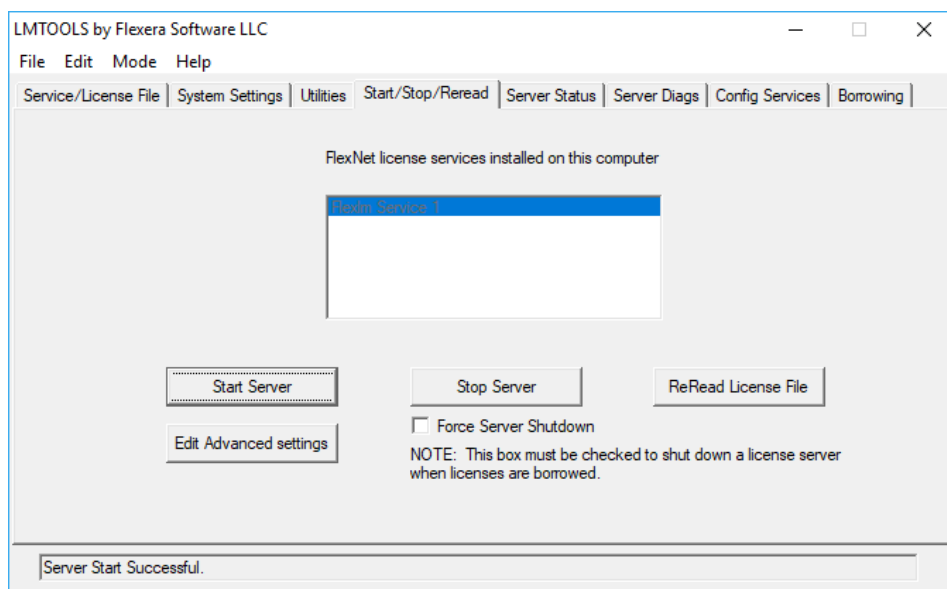 LMTOOLS by Flexera Software LLC
File Edit Mode Help
Service/License File System Settings Utilities Start/Stop/Reread Server Status Server Diags Config Services Borrowing
FlexNet license services installed on this computer
Flexlm Service 1
Start Server Stop Server ReRead License File
Edit Advanced settings
Force Server Shutdown
NOTE: This box must be checked to shut down a license server
when licenses are borrowed.
Server Start Successful.